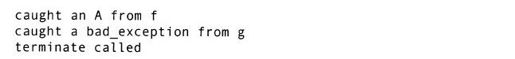 caught an A from f
caught a bad_exception from g
terminate called